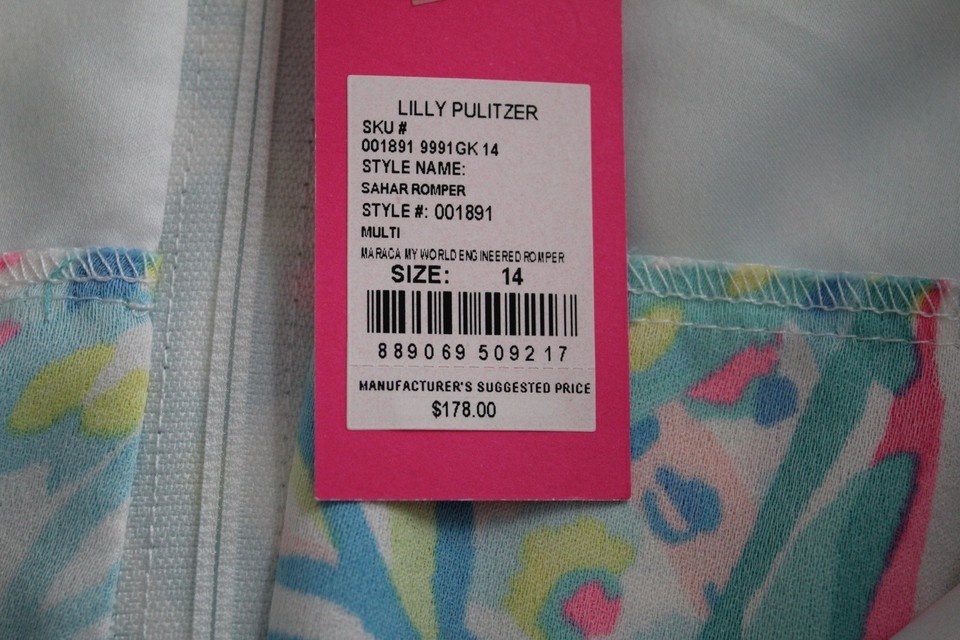 LILLY PULITZER
SKU #
001891 9991GK 14
STYLE NAME:
SAHAR ROMPER
STYLE #: 001891
MULTI
MARACA MY WORLD ENGINEERED ROMPER
SIZE: 14
889069 509217
MANUFACTURER'S SUGGESTED PRICE
$178.00